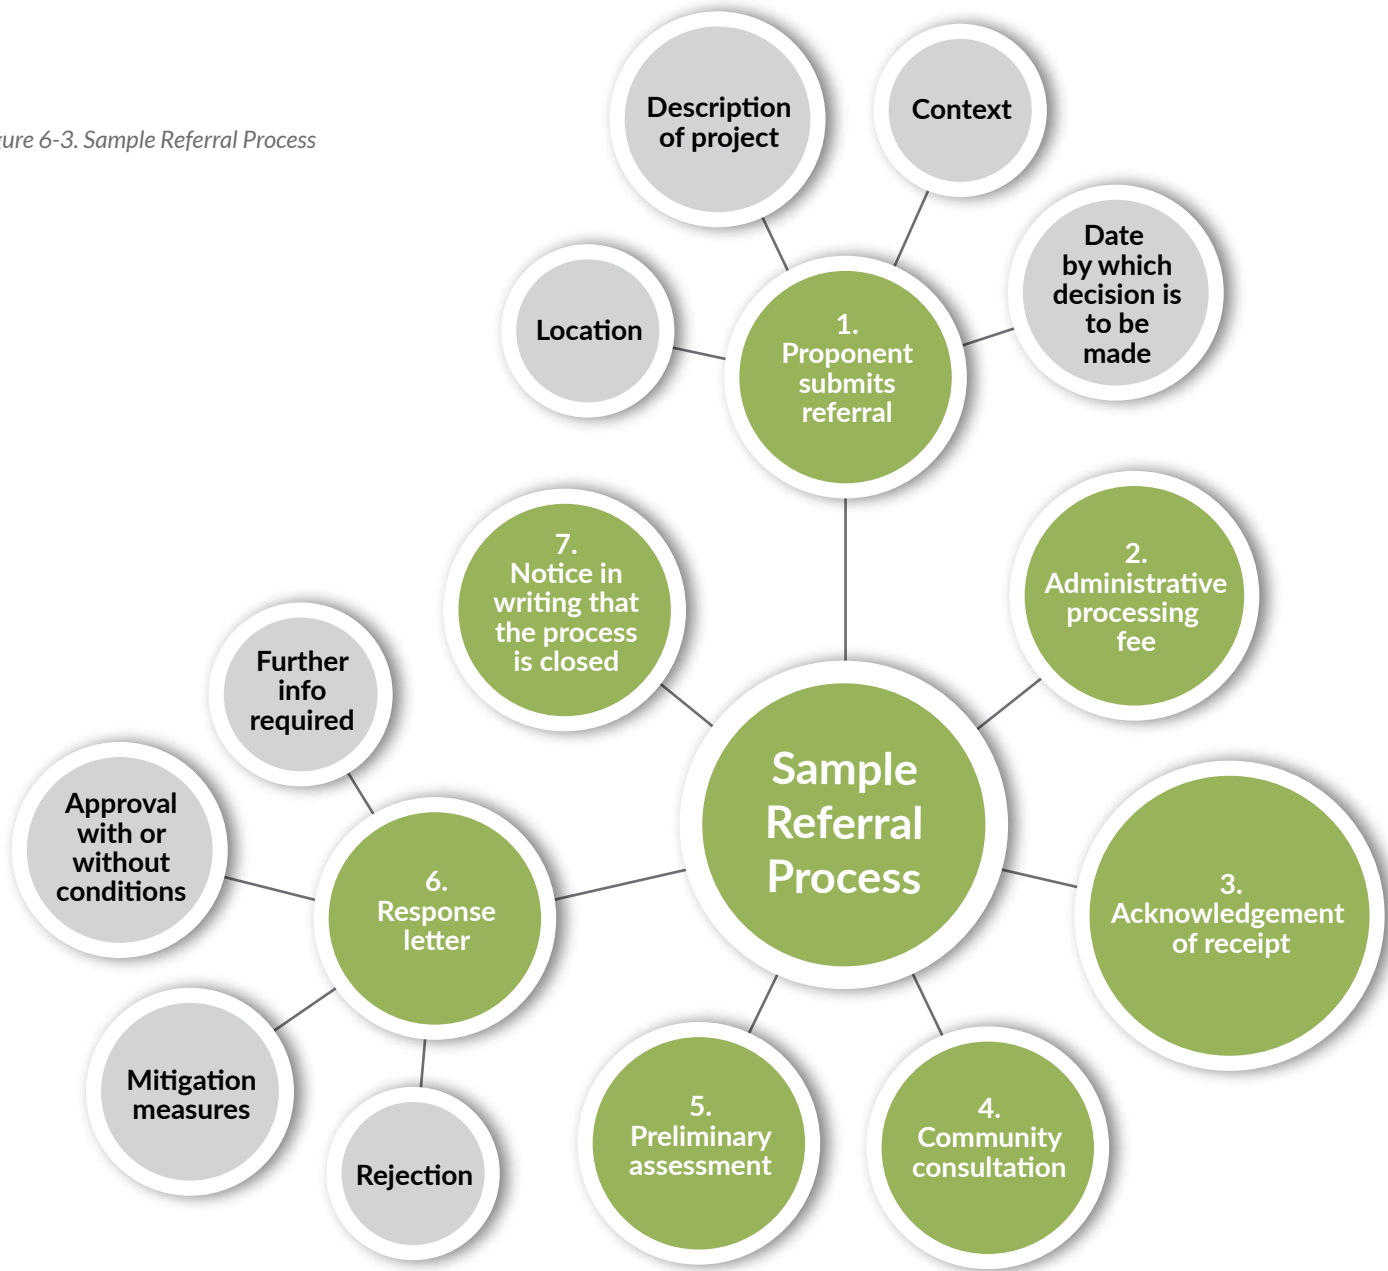 ure 6-3. Sample Referral Process
Description
of project
Context
Date
by which
decision is
to be
made
Location
1.
Proponent
submits
referral
2.
Administrative
processing
fee
7.
Notice in
writing that
the process
is closed
Further
info
required
Sample
Referral
Process
Approval
with or
without
conditions
6.
Response
letter
3.
Acknowledgement
of receipt
Mitigation
measures
Rejection
5.
Preliminary
assessment
4.
Community
consultation